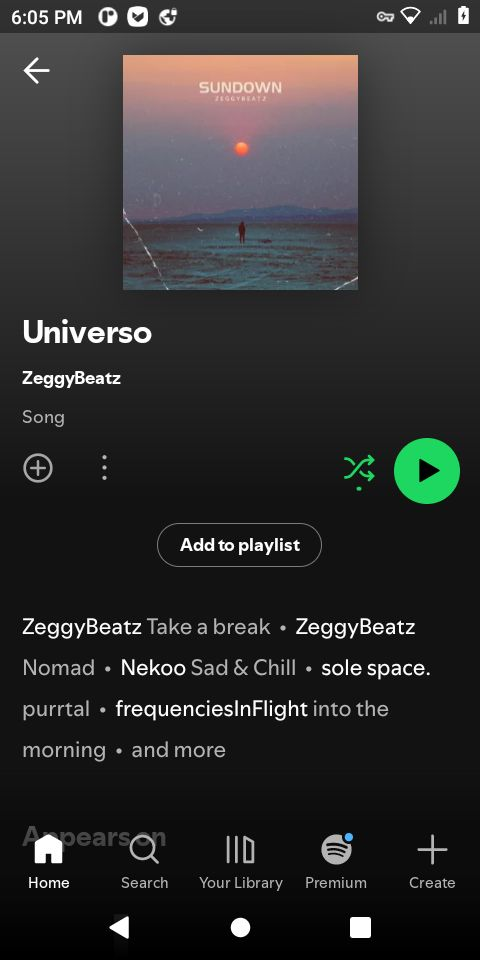 6:05 PM
SUNDOWN
ZEGGYBEATZ
Universo
ZeggyBeatz
Song
Add to playlist
ZeggyBeatz Take a break • ZeggyBeatz
Nomad • Nekoo Sad & Chill • sole space.
purrtal • frequenciesInFlight into the
morning • and more
Appears on
Home Search Your Library Premium Create